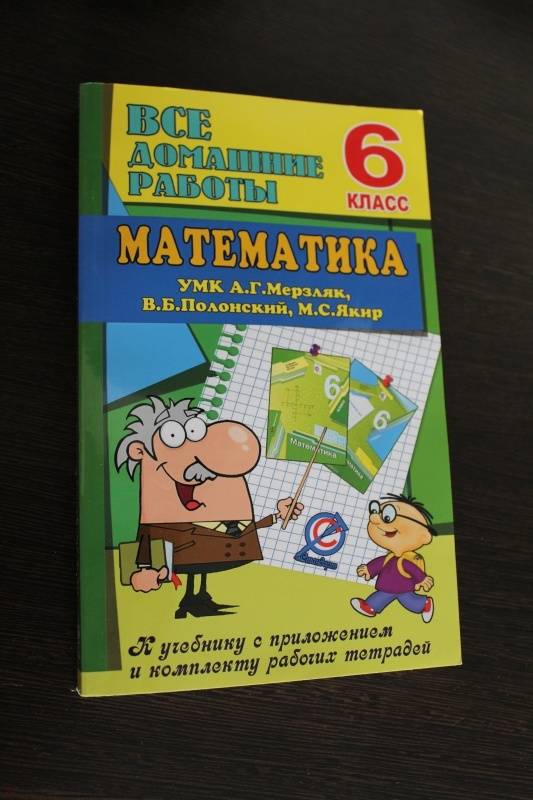 ВСЕ
ДОМАШНИЕ
РАБОТЫ
6
КЛАСС
МАТЕМАТИКА
УМК А.Г.Мерзляк,
В.Б.Полонский, М.С.Якир
6
6
Математика
К учебнику с приложением
и комплекту рабочих тетрадей